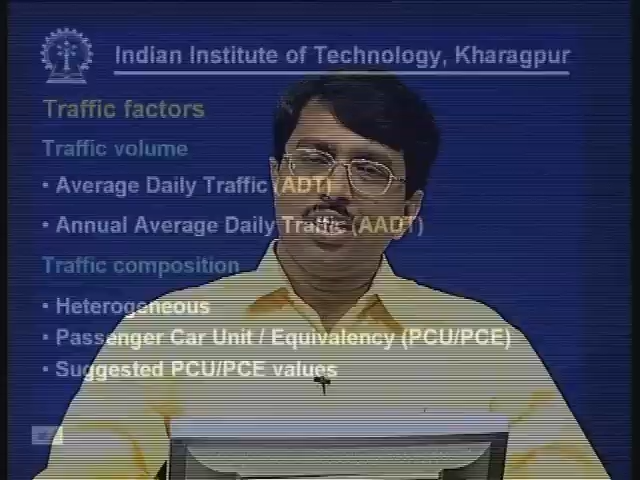 Indian Institute of Technology, Kharagpur
Traffic factors
Traffic volume
• Average Daily Traffic (ADT)
• Annual Average Daily Traffic (AADT)
Traffic composition
• Heterogeneous
• Passenger Car Unit / Equivalency (PCU/PCE)
• Suggested PCU/PCE values